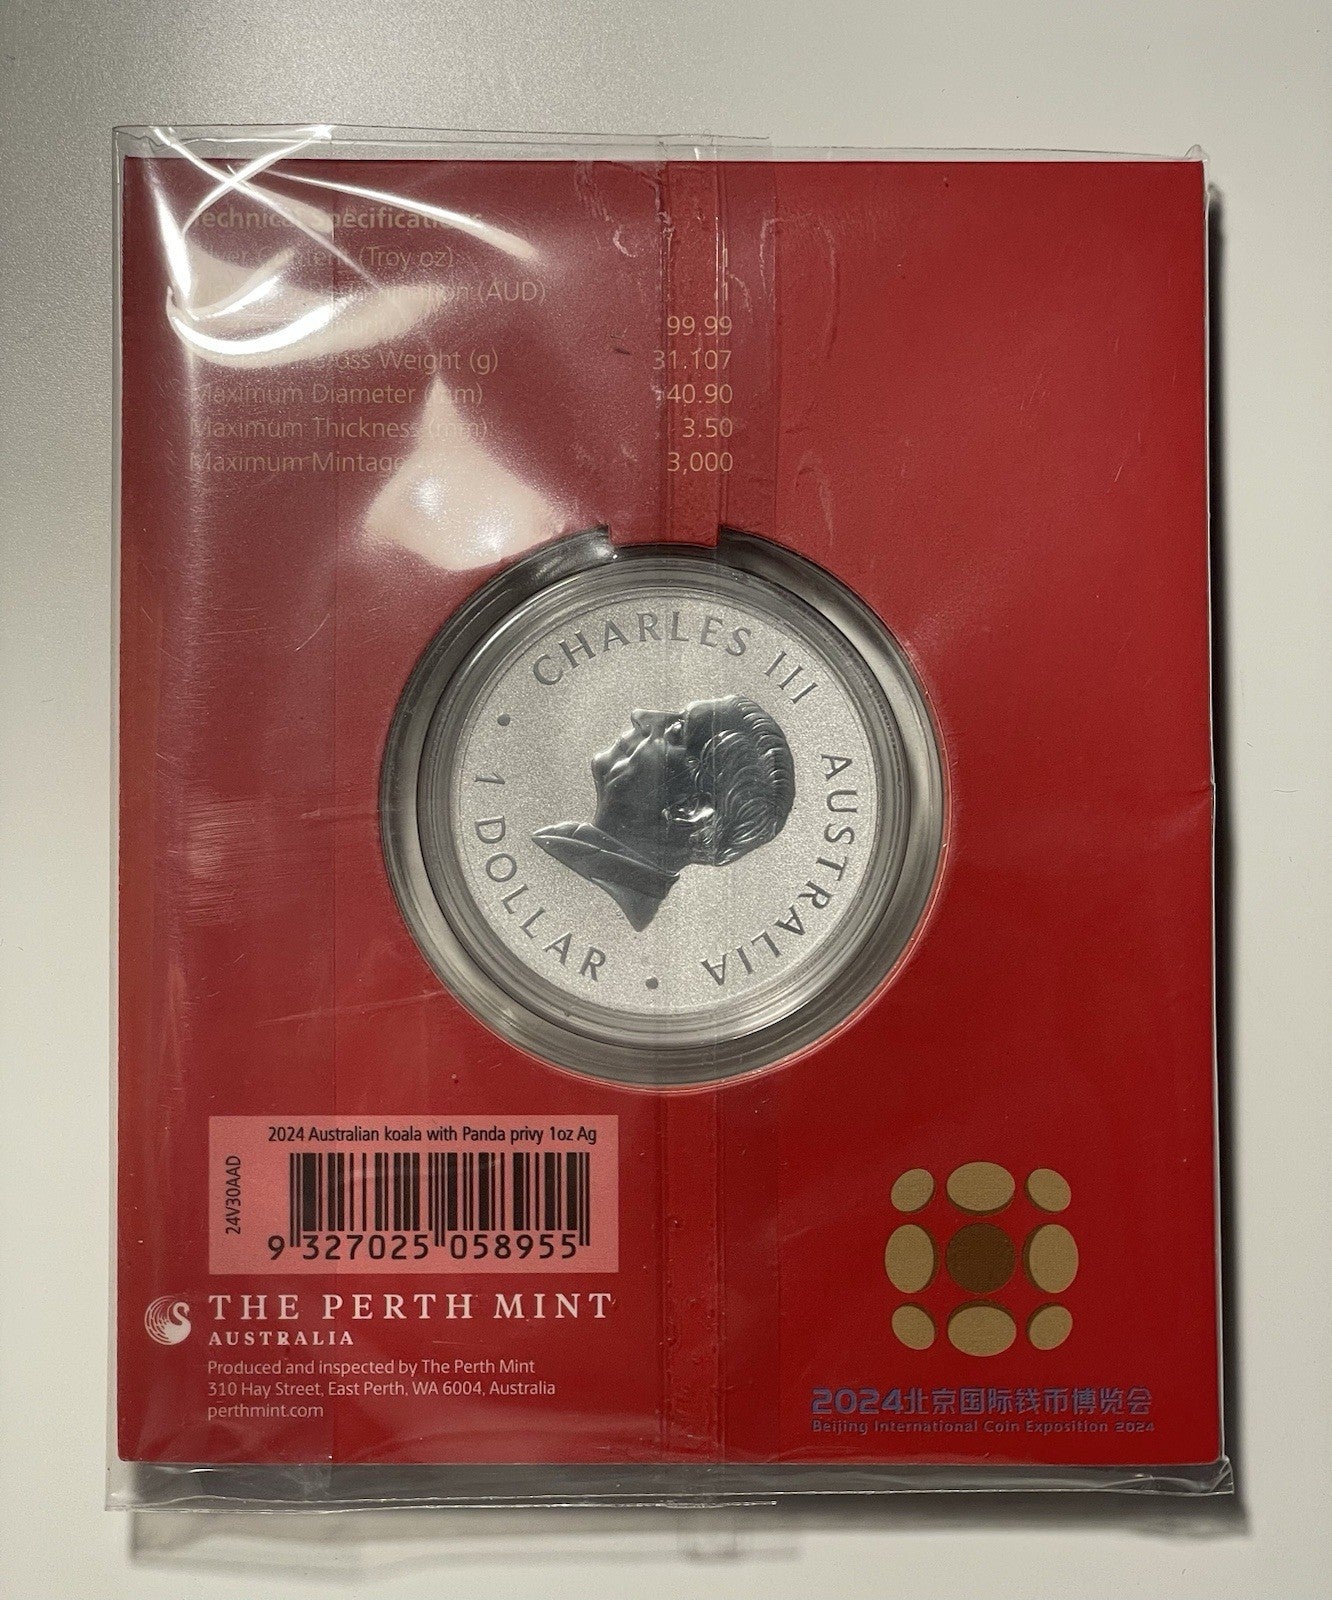 Technical Specifications
(Troy oz)
(AUD)
99.99
Gross Weight (g) 31.107
Maximum Diameter (mm) 40.90
Maximum Thickness (mm) 3.50
Maximum Mintage 3,000
CHARLES III AUSTRALIA • 1 DOLLAR •
2024 Australian koala with Panda privy 1oz Ag
24V30AAD
9 327025 058955
THE PERTH MINT
AUSTRALIA
Produced and inspected by The Perth Mint
310 Hay Street, East Perth, WA 6004, Australia
perthmint.com
2024北京国际钱币博览会
Beijing International Coin Exposition 2024